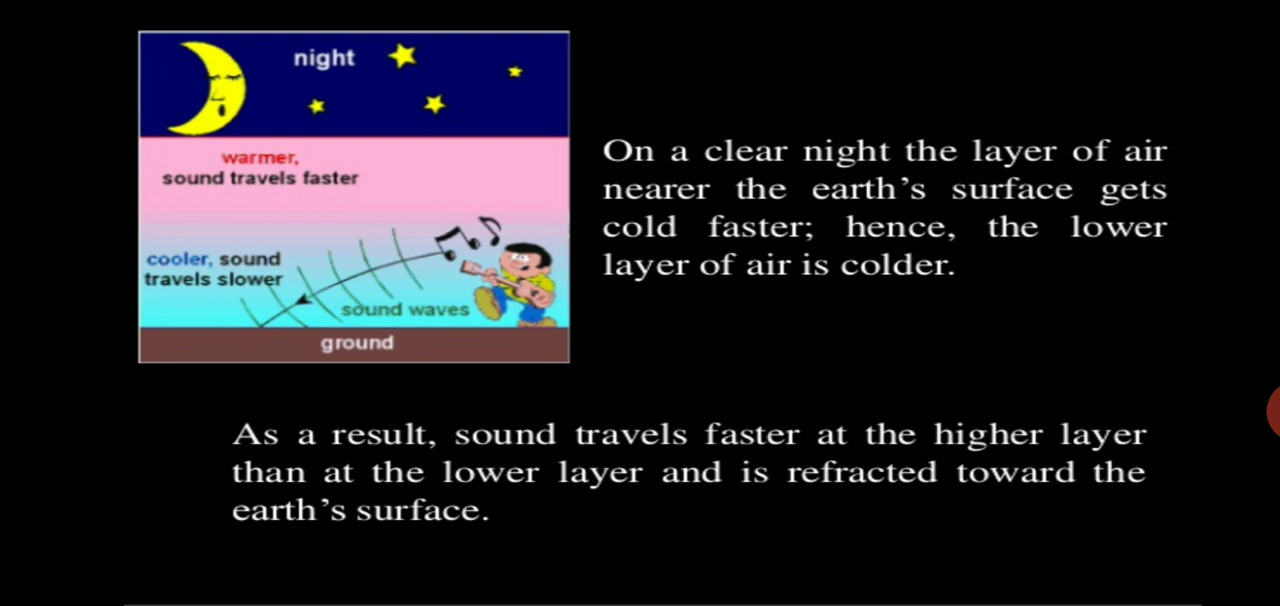 night
warmer,
sound travels faster
cooler, sound
travels slower
sound waves
ground
On a clear night the layer of air
nearer the earth’s surface gets
cold faster; hence, the lower
layer of air is colder.
As a result, sound travels faster at the higher layer
than at the lower layer and is refracted toward the
earth’s surface.